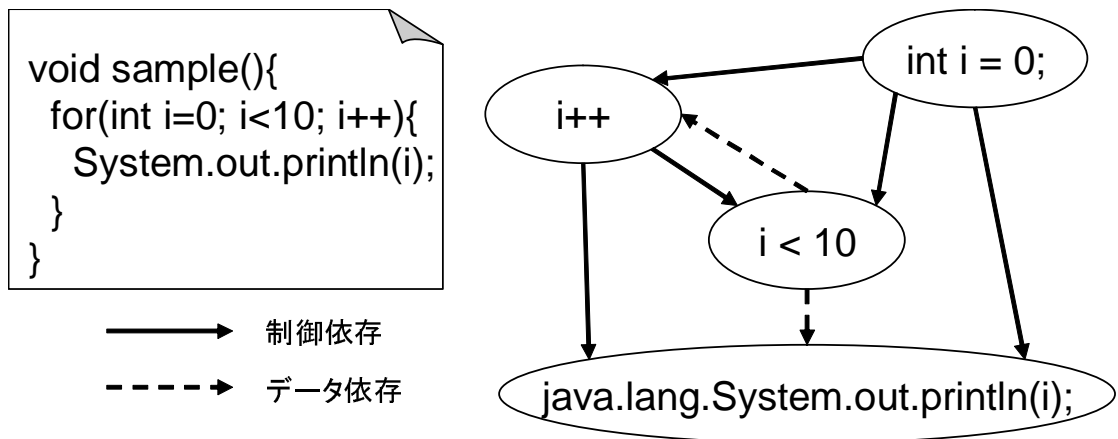 void sample(){
for(int i=0; i<10; i++){
System.out.println(i);
}
}
制御依存
データ依存
int i = 0;
i++
i < 10
java.lang.System.out.println(i);